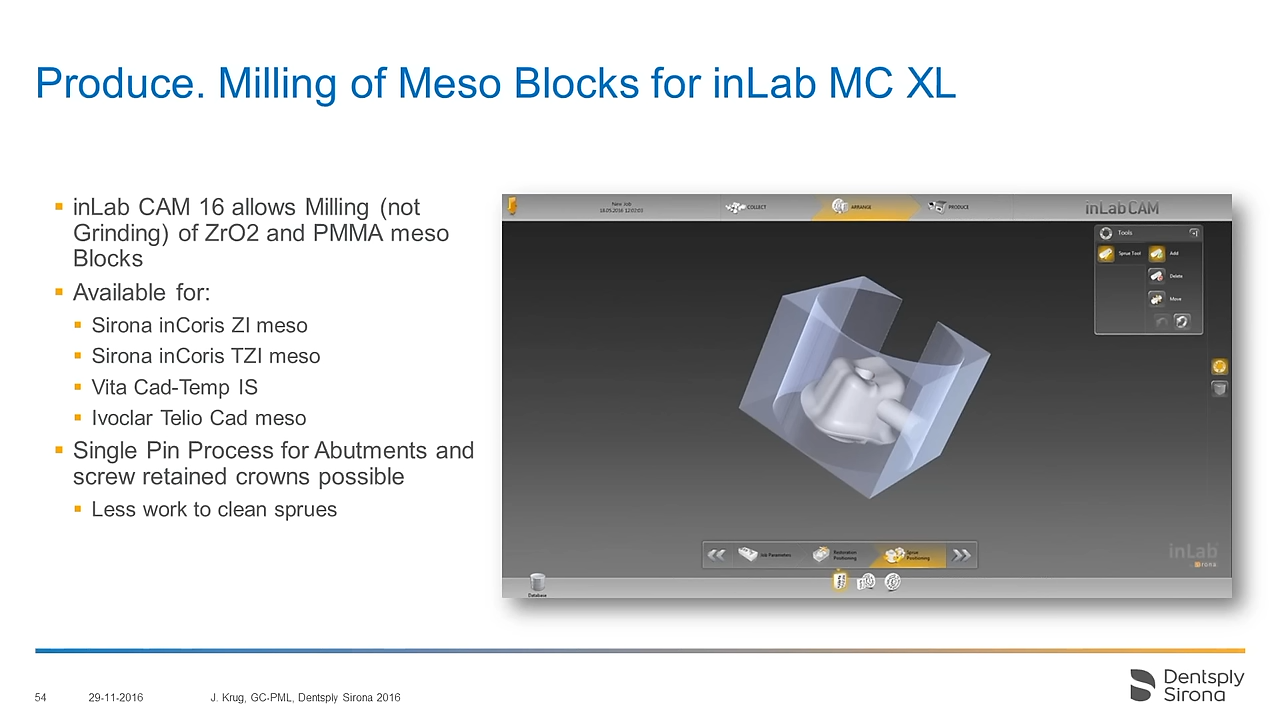 Produce. Milling of Meso Blocks for inLab MC XL
inLab CAM 16 allows Milling (not
Grinding) of ZrO2 and PMMA meso
Blocks
Available for:
Sirona inCoris ZI meso
Sirona inCoris TZI meso
Vita Cad-Temp IS
Ivoclar Telio Cad meso
Single Pin Process for Abutments and
screw retained crowns possible
Less work to clean sprues
New Job
18.05.2016 12:02:03
COLLECT
ARRANGE
PRODUCE
inLab CAM
Tools
Sprue Tool
Add
Delete
Move
Job Parameters
Restoration
Positioning
Sprue
Positioning
inLab
sirona
Database
54
29-11-2016
J. Krug, GC-PML, Dentsply Sirona 2016
Dentsply
Sirona